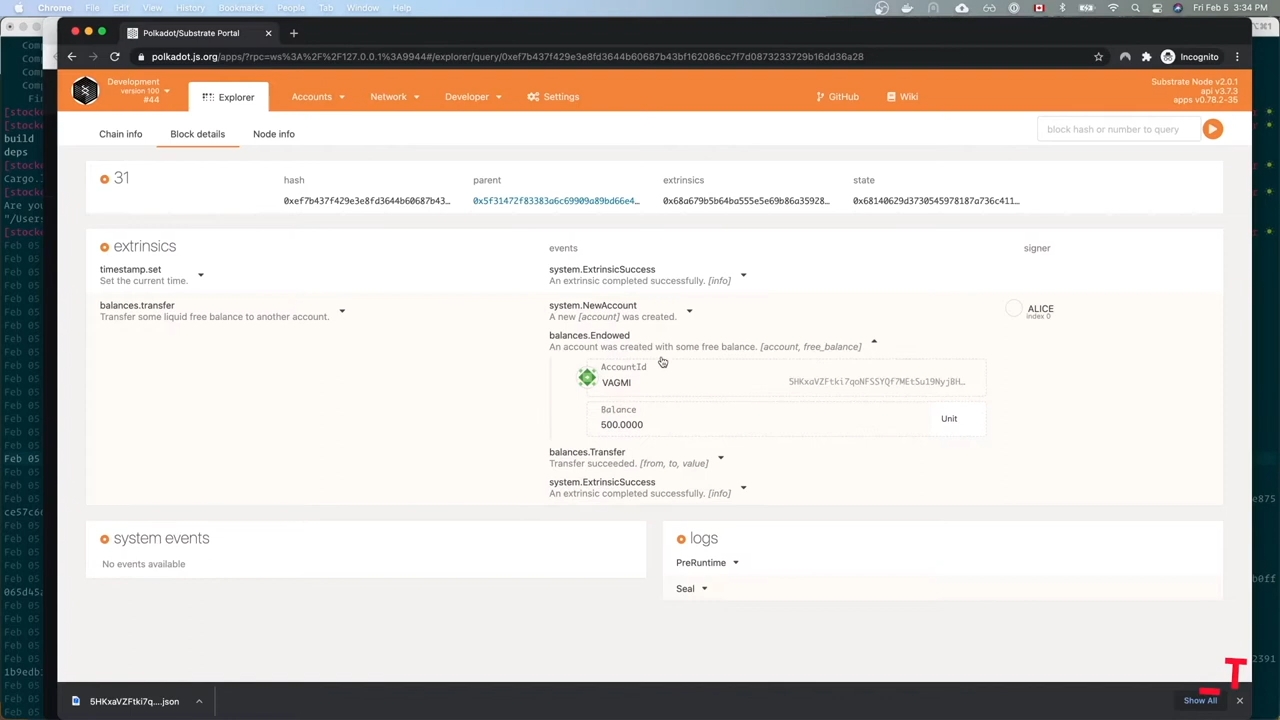 Chrome File Edit View History Bookmarks People Tab Window Help
Fri Feb 5 3:34 PM
Polkadot/Substrate Portal
polkadot.js.org/apps/?rpc=ws%3A%2F%2F127.0.0.1%3A9944#/explorer/query/0xef7b437f429e3e8fd3644b60687b43bf162086cc7f7d0873233729b16dd36a28
Incognito
Development
version 100
#44
Explorer
Accounts
Network
Developer
Settings
GitHub
Wiki
Substrate Node v2.0.1
api v3.7.3
apps v0.78.2-35
Chain info
Block details
Node info
block hash or number to query
31
hash
parent
extrinsics
state
0xef7b437f429e3e8fd3644b60687b43...
0x5f31472f83383a6c69909a89bd66e4...
0x68a679b5b64ba555e5e69b86a35928...
0x68140629d3730545978187a736c411...
extrinsics
events
signer
timestamp.set
Set the current time.
system.ExtrinsicSuccess
An extrinsic completed successfully. [info]
balances.transfer
Transfer some liquid free balance to another account.
system.NewAccount
A new [account] was created.
ALICE
index 0
balances.Endowed
An account was created with some free balance. [account, free_balance]
AccountId
VAGMI
5HKxaVZFtki7qoNFSSYQf7MEtSu19NyjBH...
Balance
500.0000
Unit
balances.Transfer
Transfer succeeded. [from, to, value]
system.ExtrinsicSuccess
An extrinsic completed successfully. [info]
system events
No events available
logs
PreRuntime
Seal
5HKxaVZFtki7q....json
Show All